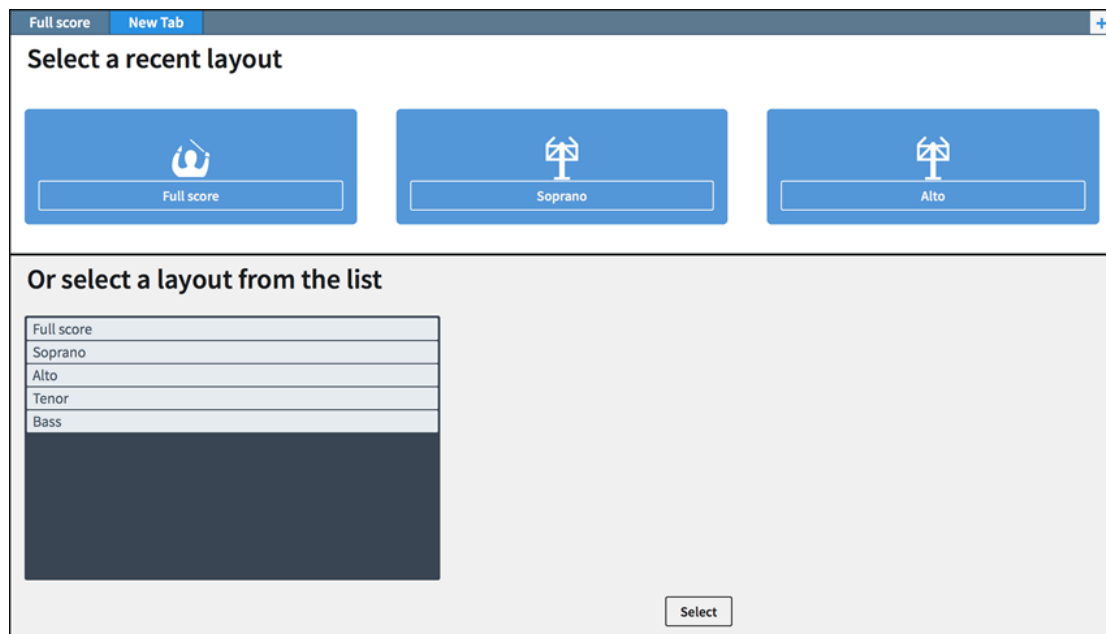 Full score New Tab +
Select a recent layout
Full score Soprano Alto
Or select a layout from the list
Full score
Soprano
Alto
Tenor
Bass
Select